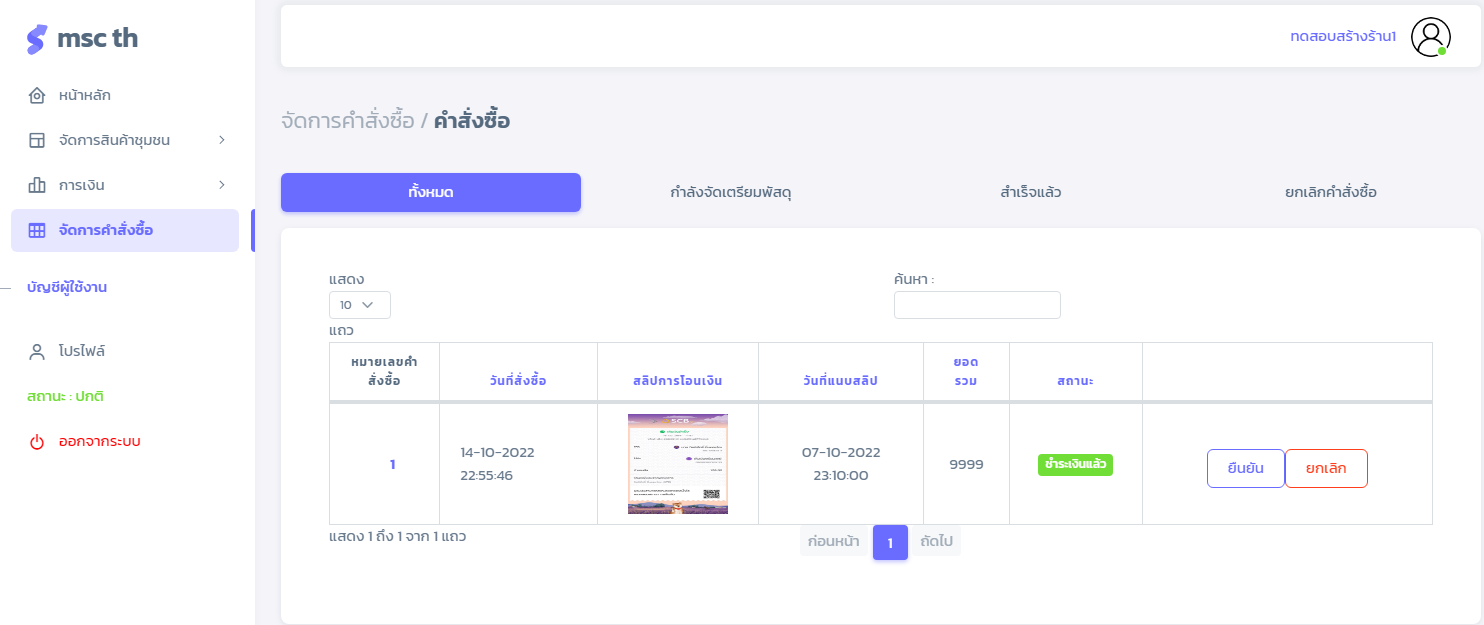 msc th
ทดสอบสร้างร้าน1
หน้าหลัก
จัดการสินค้าชุมชน
การเงิน
จัดการคำสั่งซื้อ
บัญชีผู้ใช้งาน
โปรไฟล์
สถานะ : ปกติ
ออกจากระบบ
จัดการคำสั่งซื้อ / คำสั่งซื้อ
ทั้งหมด
กำลังจัดเตรียมพัสดุ
สำเร็จแล้ว
ยกเลิกคำสั่งซื้อ
แสดง
10
แถว
ค้นหา :
หมายเลขคำ
สั่งซื้อ
วันที่สั่งซื้อ
สลิปการโอนเงิน
วันที่แนบสลิป
ยอด
รวม
สถานะ
1
14-10-2022
22:55:46
SCB
07-10-2022
23:10:00
9999
ชำระเงินแล้ว
ยืนยัน
ยกเลิก
แสดง 1 ถึง 1 จาก 1 แถว
ก่อนหน้า
1
ถัดไป